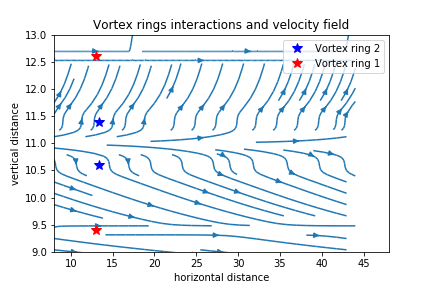 Vortex rings interactions and velocity field
Vortex ring 2
Vortex ring 1
vertical distance
13.0
12.5
12.0
11.5
11.0
10.5
10.0
9.5
9.0
10 15 20 25 30 35 40 45
horizontal distance